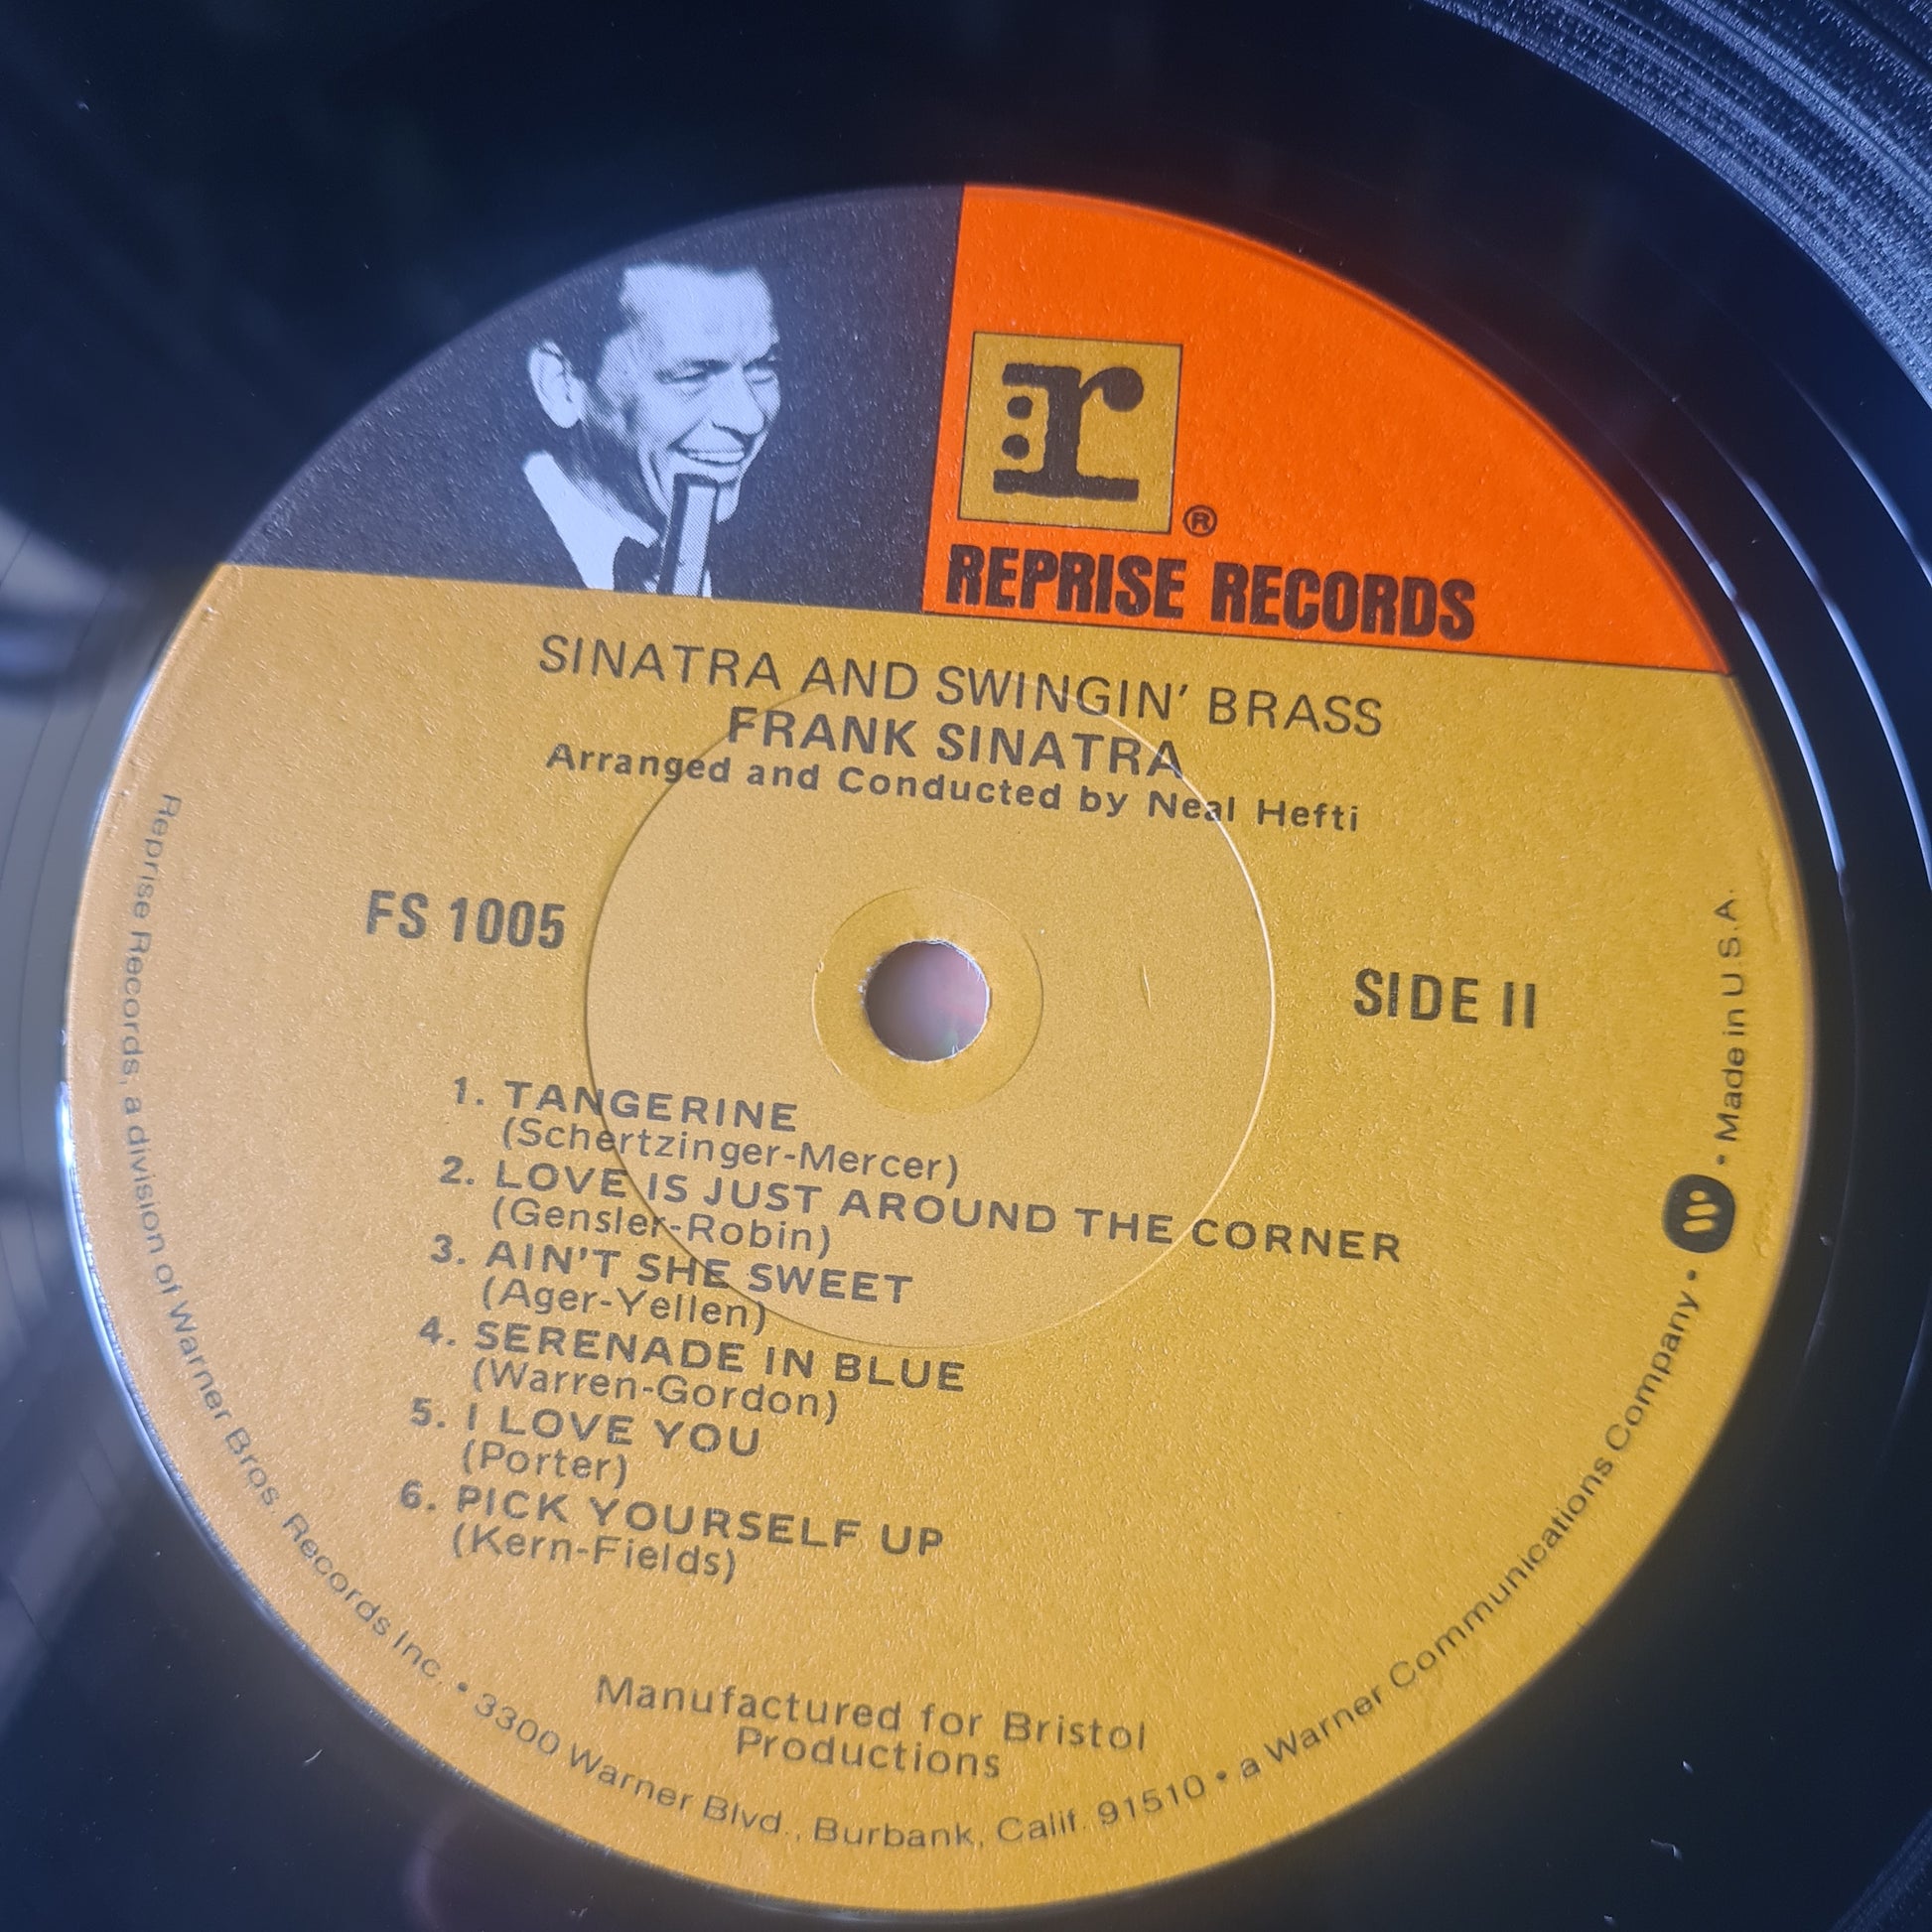 r
®
REPRISE RECORDS
SINATRA AND SWINGIN' BRASS
FRANK SINATRA
Arranged and Conducted by Neal Hefti
FS 1005
SIDE II
1. TANGERINE
(Schertzinger-Mercer)
2. LOVE IS JUST AROUND THE CORNER
(Gensler-Robin)
3. AIN'T SHE SWEET
(Ager-Yellen)
4. SERENADE IN BLUE
(Warren-Gordon)
5. I LOVE YOU
(Porter)
6. PICK YOURSELF UP
(Kern-Fields)
Manufactured for Bristol
Productions
Reprise Records, a division of Warner Bros. Records Inc. • 3300 Warner Blvd., Burbank, Calif. 91510 • a Warner Communications Company • W • Made in U.S.A.